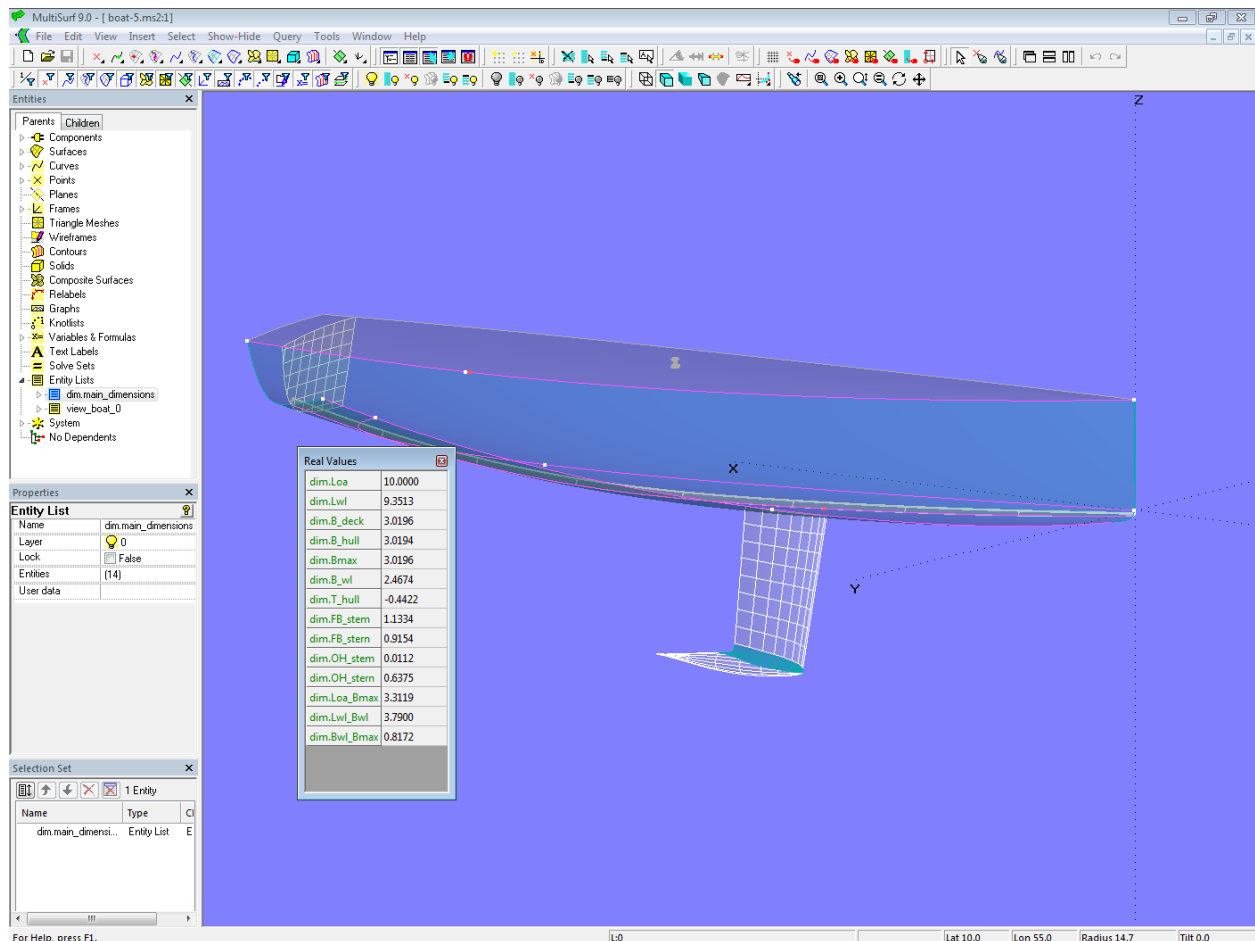 MultiSurf 9.0 - [ boat-5.ms2:1]
File Edit View Insert Select Show-Hide Query Tools Window Help
Entities
Parents Children
Components
Surfaces
Curves
Points
Planes
Frames
Triangle Meshes
Wireframes
Contours
Solids
Composite Surfaces
Relabels
Graphs
Knotlists
Variables & Formulas
Text Labels
Solve Sets
Entity Lists
dim.main_dimensions
view_boat_0
System
No Dependents
Properties
Entity List
Name dim.main_dimensions
Layer 0
Lock False
Entities (14)
User data
Selection Set
1 Entity
Name Type Cl
dim.main_dimensi... Entity List E
Z
X
Y
Real Values
dim.Loa 10.0000
dim.Lwl 9.3513
dim.B_deck 3.0196
dim.B_hull 3.0194
dim.Bmax 3.0196
dim.B_wl 2.4674
dim.T_hull -0.4422
dim.FB_stem 1.1334
dim.FB_stern 0.9154
dim.OH_stem 0.0112
dim.OH_stern 0.6375
dim.Loa_Bmax 3.3119
dim.Lwl_Bwl 3.7900
dim.Bwl_Bmax 0.8172
For Help, press F1. L:0 Lat 10.0 Lon 55.0 Radius 14.7 Tilt 0.0